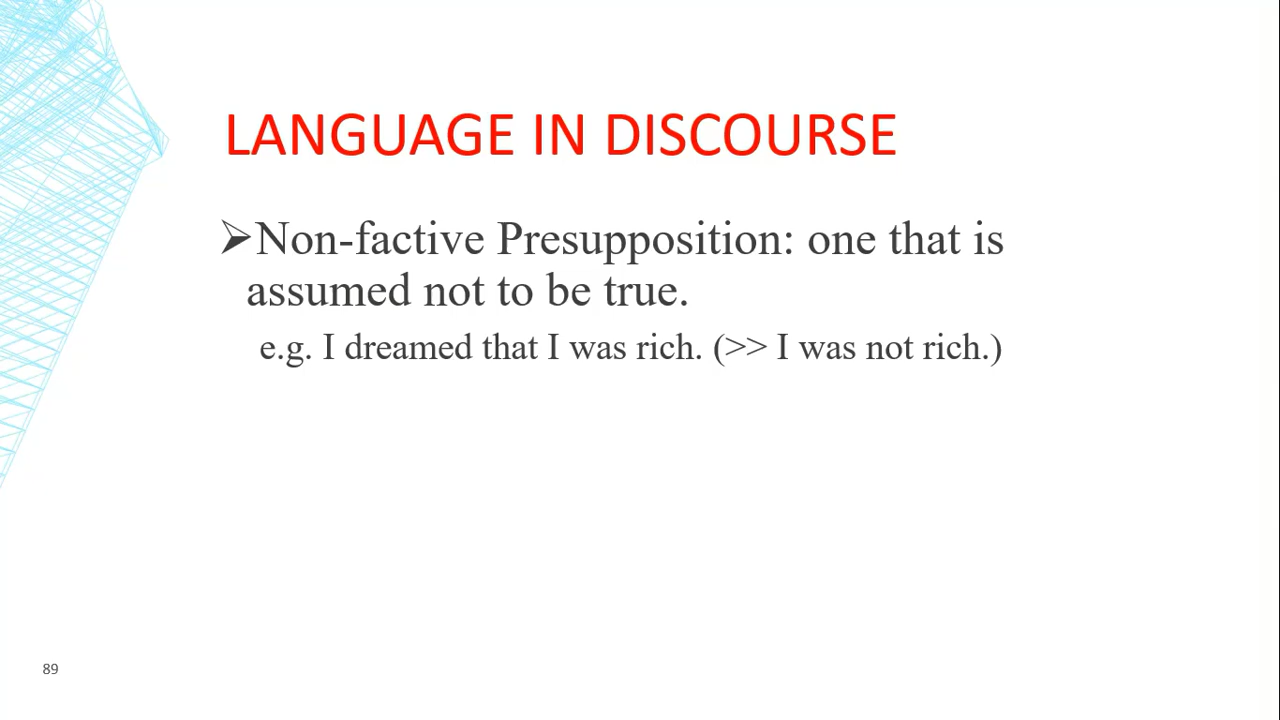 LANGUAGE IN DISCOURSE
➢Non-factive Presupposition: one that is
assumed not to be true.
e.g. I dreamed that I was rich. (>> I was not rich.)
89